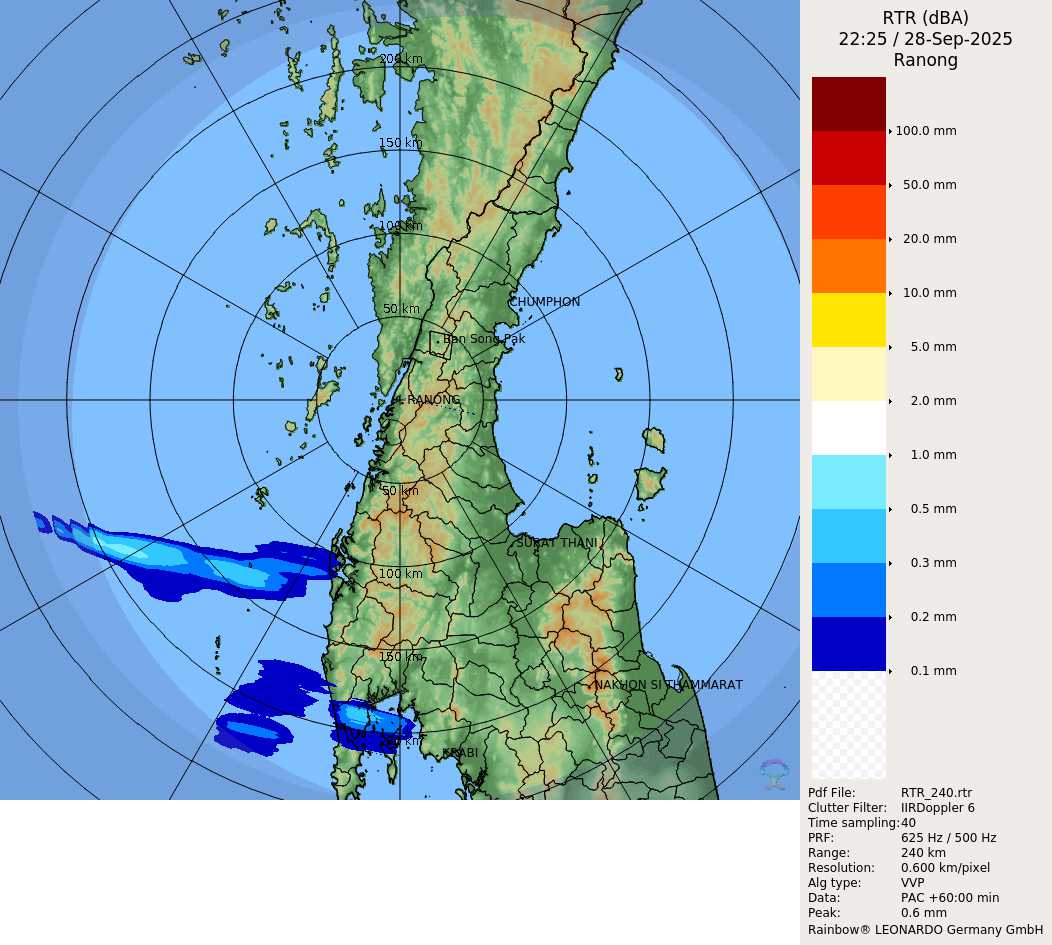 RTR (dBA)
22:25 / 28-Sep-2025
Ranong
200 km
150 km
100 km
50 km
CHUMPHON
Ban Song Pak
RANONG
50 km
SURAT THANI
100 km
150 km
NAKHON SI THAMMARAT
km
KRABI
100.0 mm
50.0 mm
20.0 mm
10.0 mm
5.0 mm
2.0 mm
1.0 mm
0.5 mm
0.3 mm
0.2 mm
0.1 mm
Pdf File: RTR_240.rtr
Clutter Filter: IIRDoppler 6
Time sampling:40
PRF: 625 Hz / 500 Hz
Range: 240 km
Resolution: 0.600 km/pixel
Alg type: VVP
Data: PAC +60:00 min
Peak: 0.6 mm
Rainbow® LEONARDO Germany GmbH